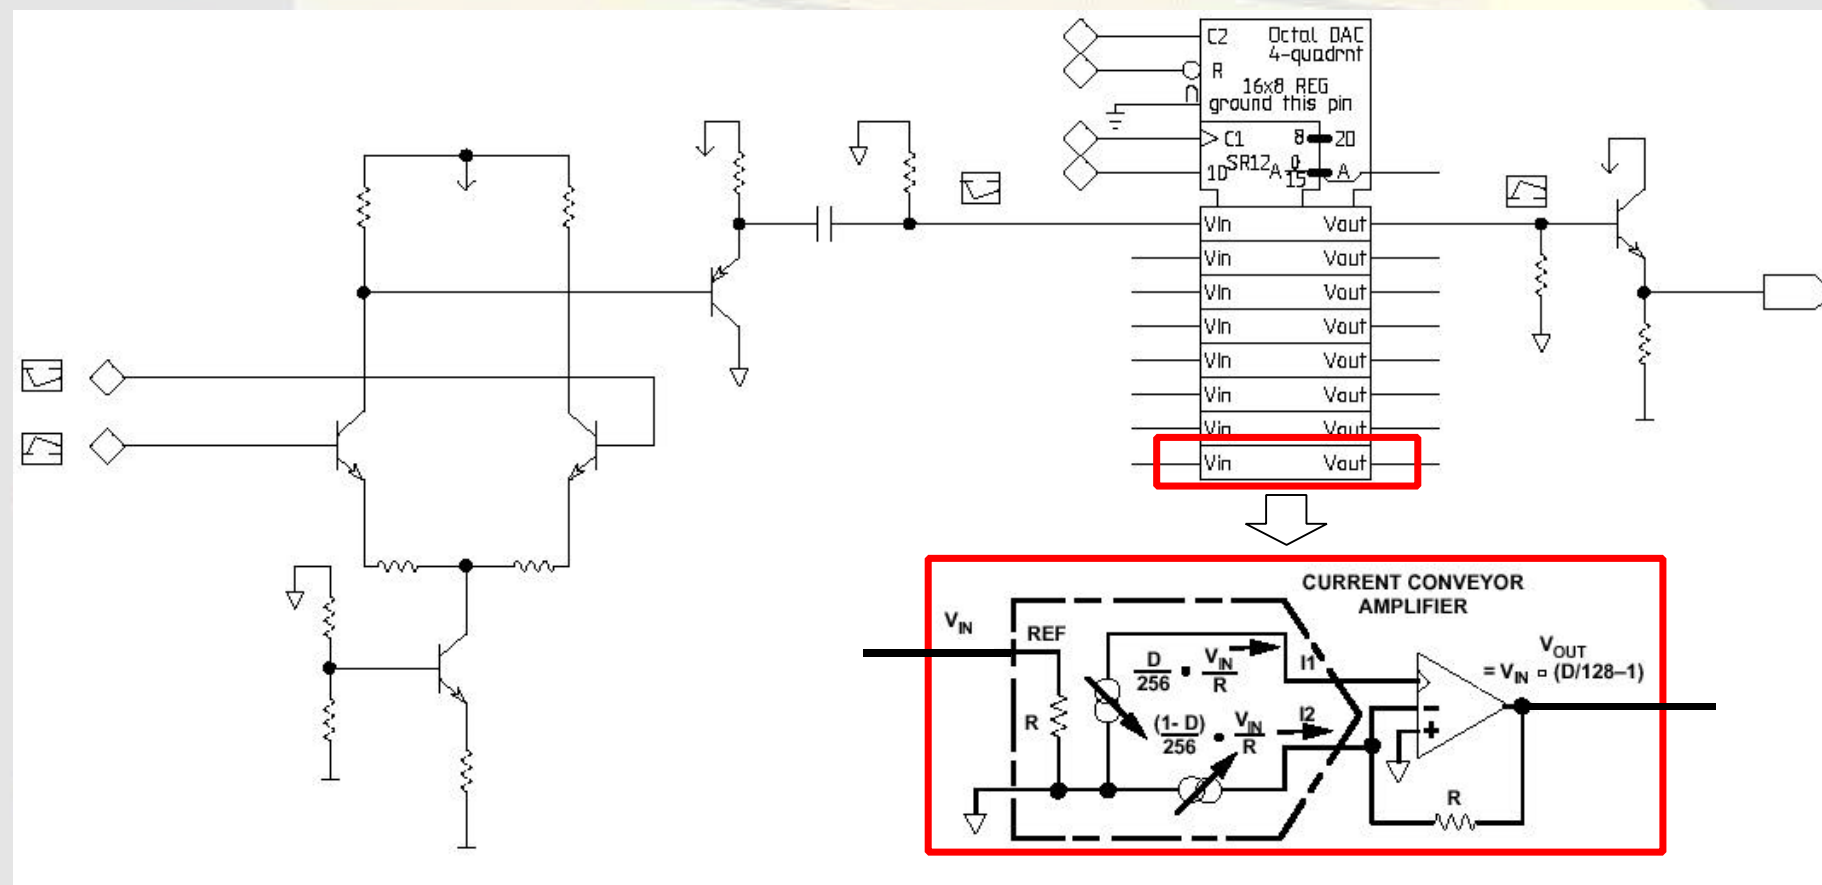 C2 Octal DAC
4-quadrnt
R
16x8 REG
ground this pin
C1 8 20
1D SR12 A 0 A
15
VIn Vout
Vin Vout
VIn Vout
VIn Vout
Vin Vout
Vin Vout
Vin Vout
Vin Vout
CURRENT CONVEYOR
AMPLIFIER
VIN
REF
R
D/256 • VIN/R
I1
(1- D)/256 • VIN/R
I2
VOUT
= VIN ▫ (D/128–1)
–
+
R